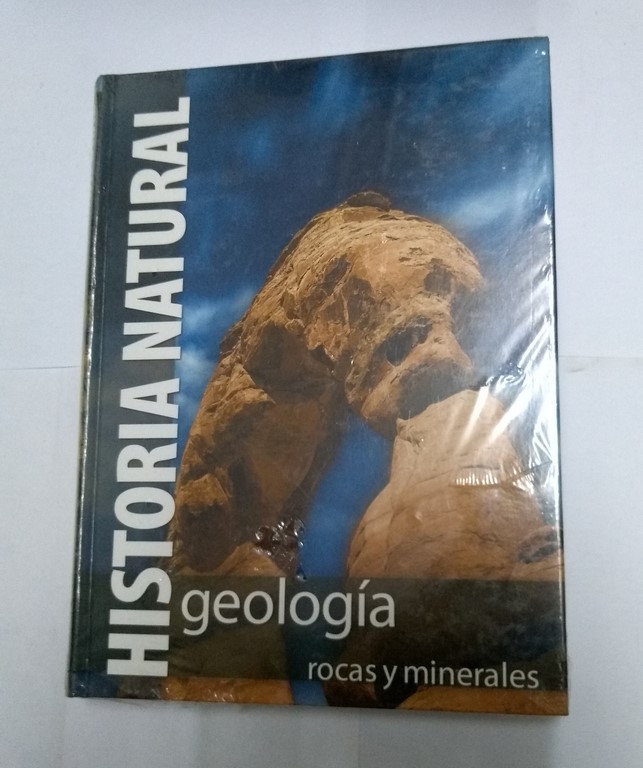 HISTORIA NATURAL
geología
rocas y minerales